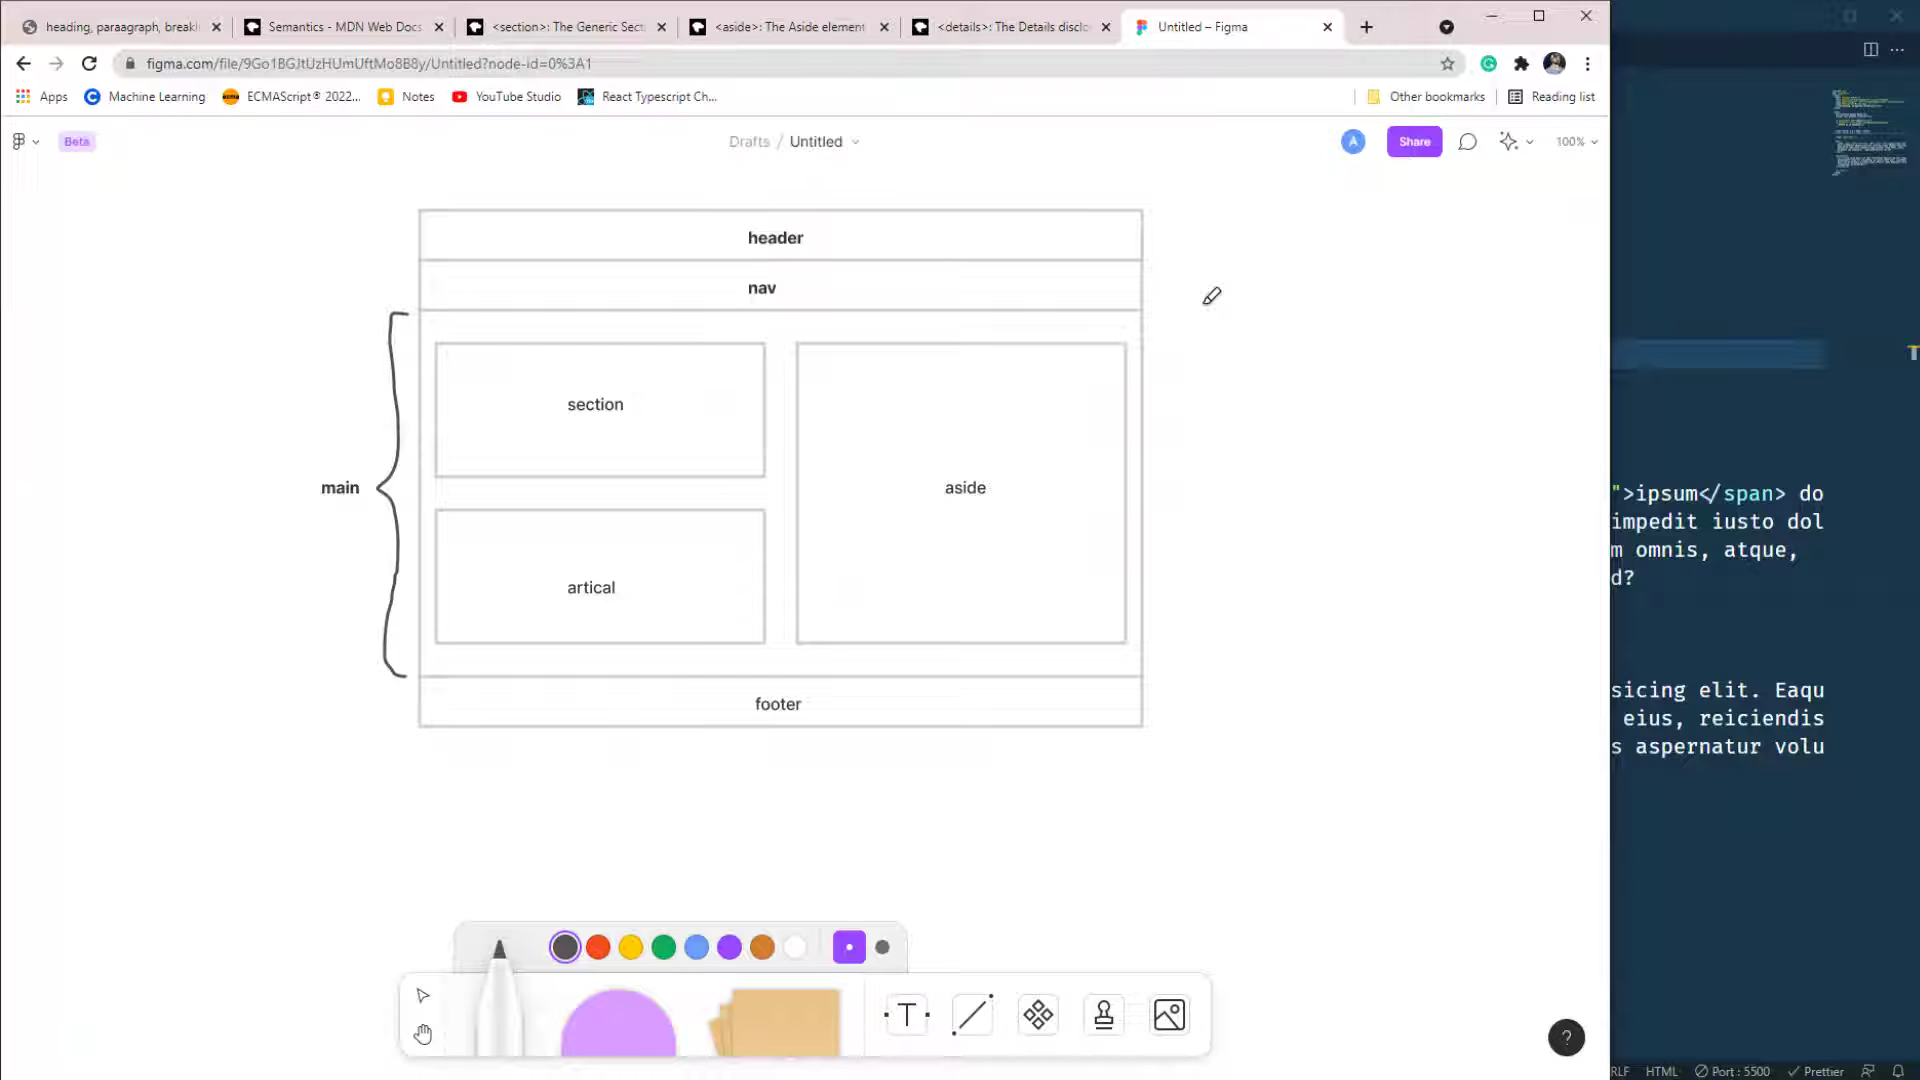 heading, paragraph, breaki
Semantics - MDN Web Docs
<section>: The Generic Secti
<aside>: The Aside element
<details>: The Details disclo
Untitled – Figma
figma.com/file/9Go1BGJtUzHUmUftMo8B8y/Untitled?node-id=0%3A1
Apps
Machine Learning
ECMAScript® 2022...
Notes
YouTube Studio
React Typescript Ch...
Other bookmarks
Reading list
Beta
Drafts / Untitled
A
Share
100%
header
nav
section
main
aside
artical
footer
">ipsum</span> do
impedit iusto dol
m omnis, atque,
d?
sicing elit. Eaqu
eius, reiciendis
s aspernatur volu
T
?
RLF
HTML
Port : 5500
Prettier